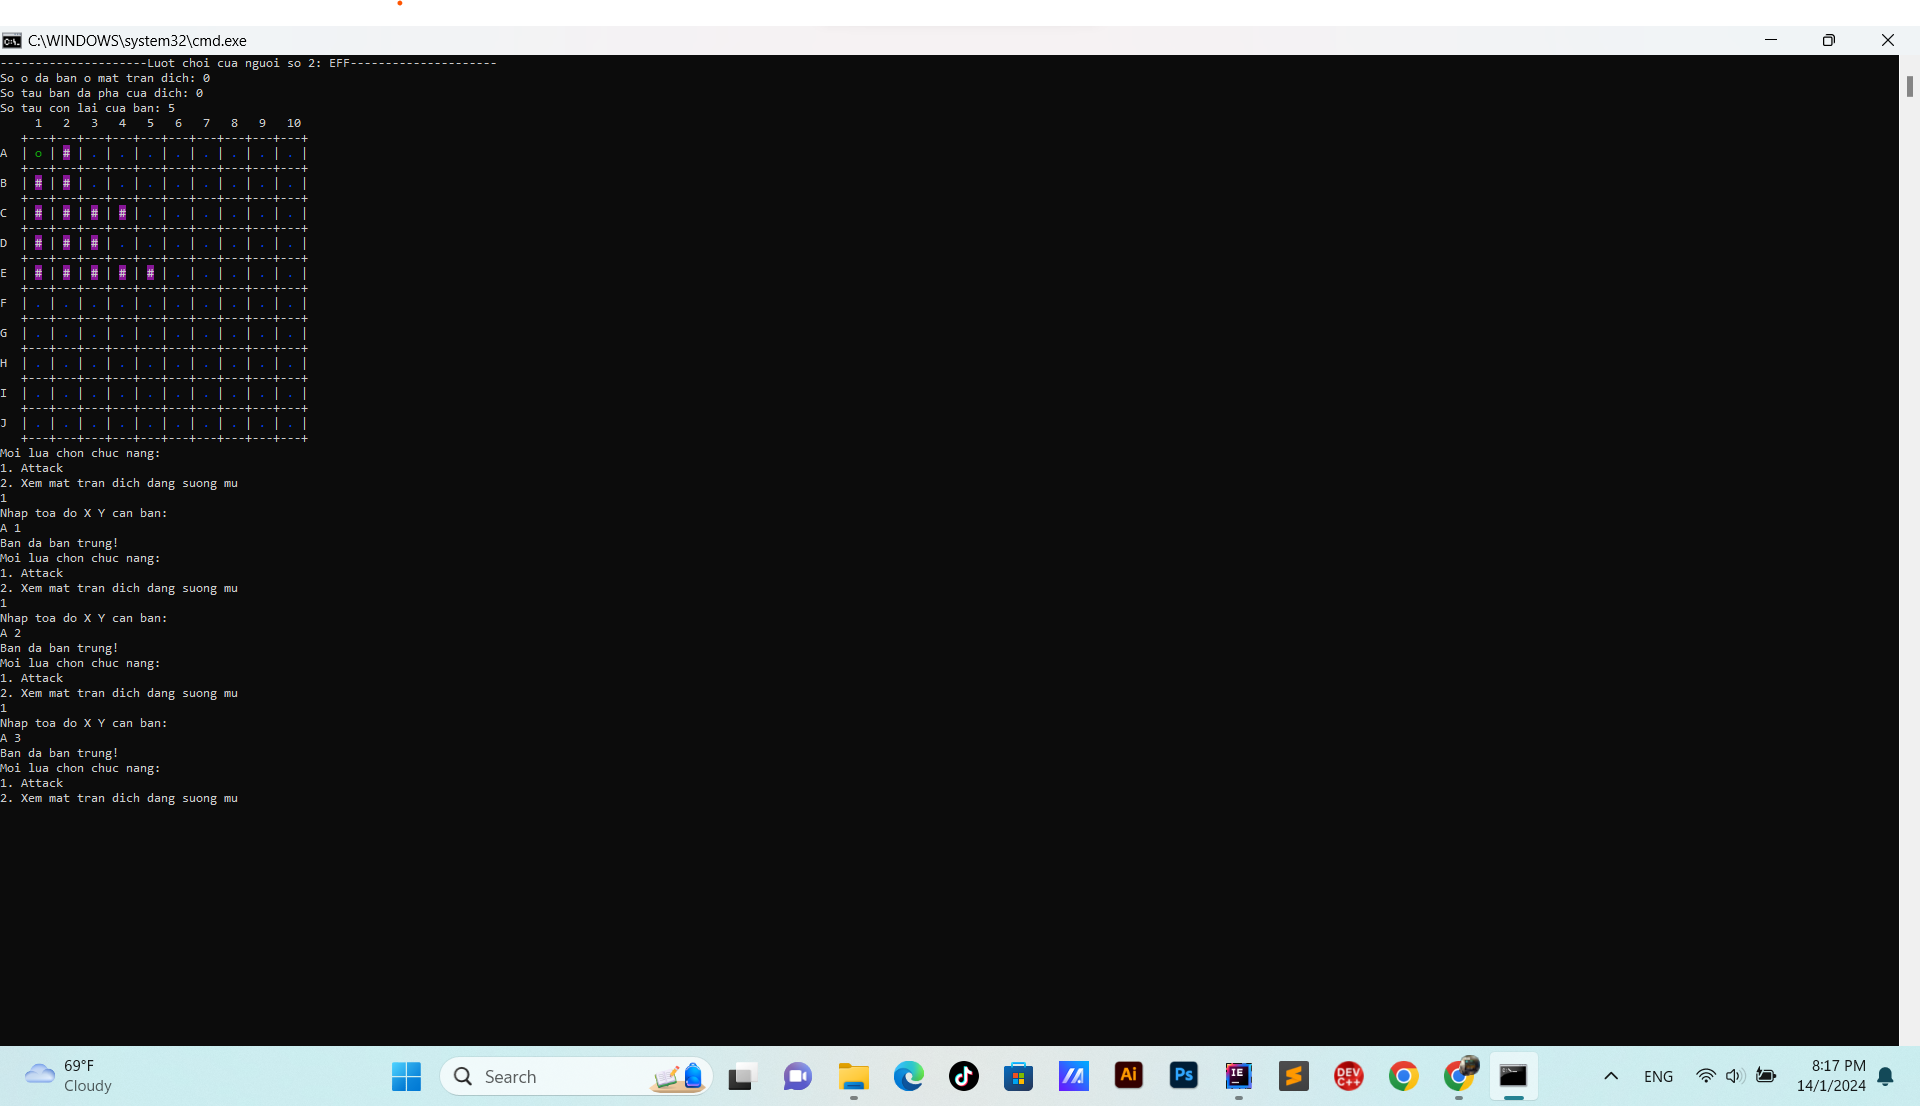 C:\WINDOWS\system32\cmd.exe
---------------------Luot choi cua nguoi so 2: EFF---------------------
So o da ban o mat tran dich: 0
So tau ban da pha cua dich: 0
So tau con lai cua ban: 5
     1   2   3   4   5   6   7   8   9   10
   +---+---+---+---+---+---+---+---+---+---+
A  | o | # | . | . | . | . | . | . | . | . |
   +---+---+---+---+---+---+---+---+---+---+
B  | # | # | . | . | . | . | . | . | . | . |
   +---+---+---+---+---+---+---+---+---+---+
C  | # | # | # | # | . | . | . | . | . | . |
   +---+---+---+---+---+---+---+---+---+---+
D  | # | # | # | . | . | . | . | . | . | . |
   +---+---+---+---+---+---+---+---+---+---+
E  | # | # | # | # | # | . | . | . | . | . |
   +---+---+---+---+---+---+---+---+---+---+
F  | . | . | . | . | . | . | . | . | . | . |
   +---+---+---+---+---+---+---+---+---+---+
G  | . | . | . | . | . | . | . | . | . | . |
   +---+---+---+---+---+---+---+---+---+---+
H  | . | . | . | . | . | . | . | . | . | . |
   +---+---+---+---+---+---+---+---+---+---+
I  | . | . | . | . | . | . | . | . | . | . |
   +---+---+---+---+---+---+---+---+---+---+
J  | . | . | . | . | . | . | . | . | . | . |
   +---+---+---+---+---+---+---+---+---+---+
Moi lua chon chuc nang:
1. Attack
2. Xem mat tran dich dang suong mu
1
Nhap toa do X Y can ban:
A 1
Ban da ban trung!
Moi lua chon chuc nang:
1. Attack
2. Xem mat tran dich dang suong mu
1
Nhap toa do X Y can ban:
A 2
Ban da ban trung!
Moi lua chon chuc nang:
1. Attack
2. Xem mat tran dich dang suong mu
1
Nhap toa do X Y can ban:
A 3
Ban da ban trung!
Moi lua chon chuc nang:
1. Attack
2. Xem mat tran dich dang suong mu
69°F
Cloudy
Search
Ai
Ps
IE
DEV
C++
ENG
8:17 PM
14/1/2024